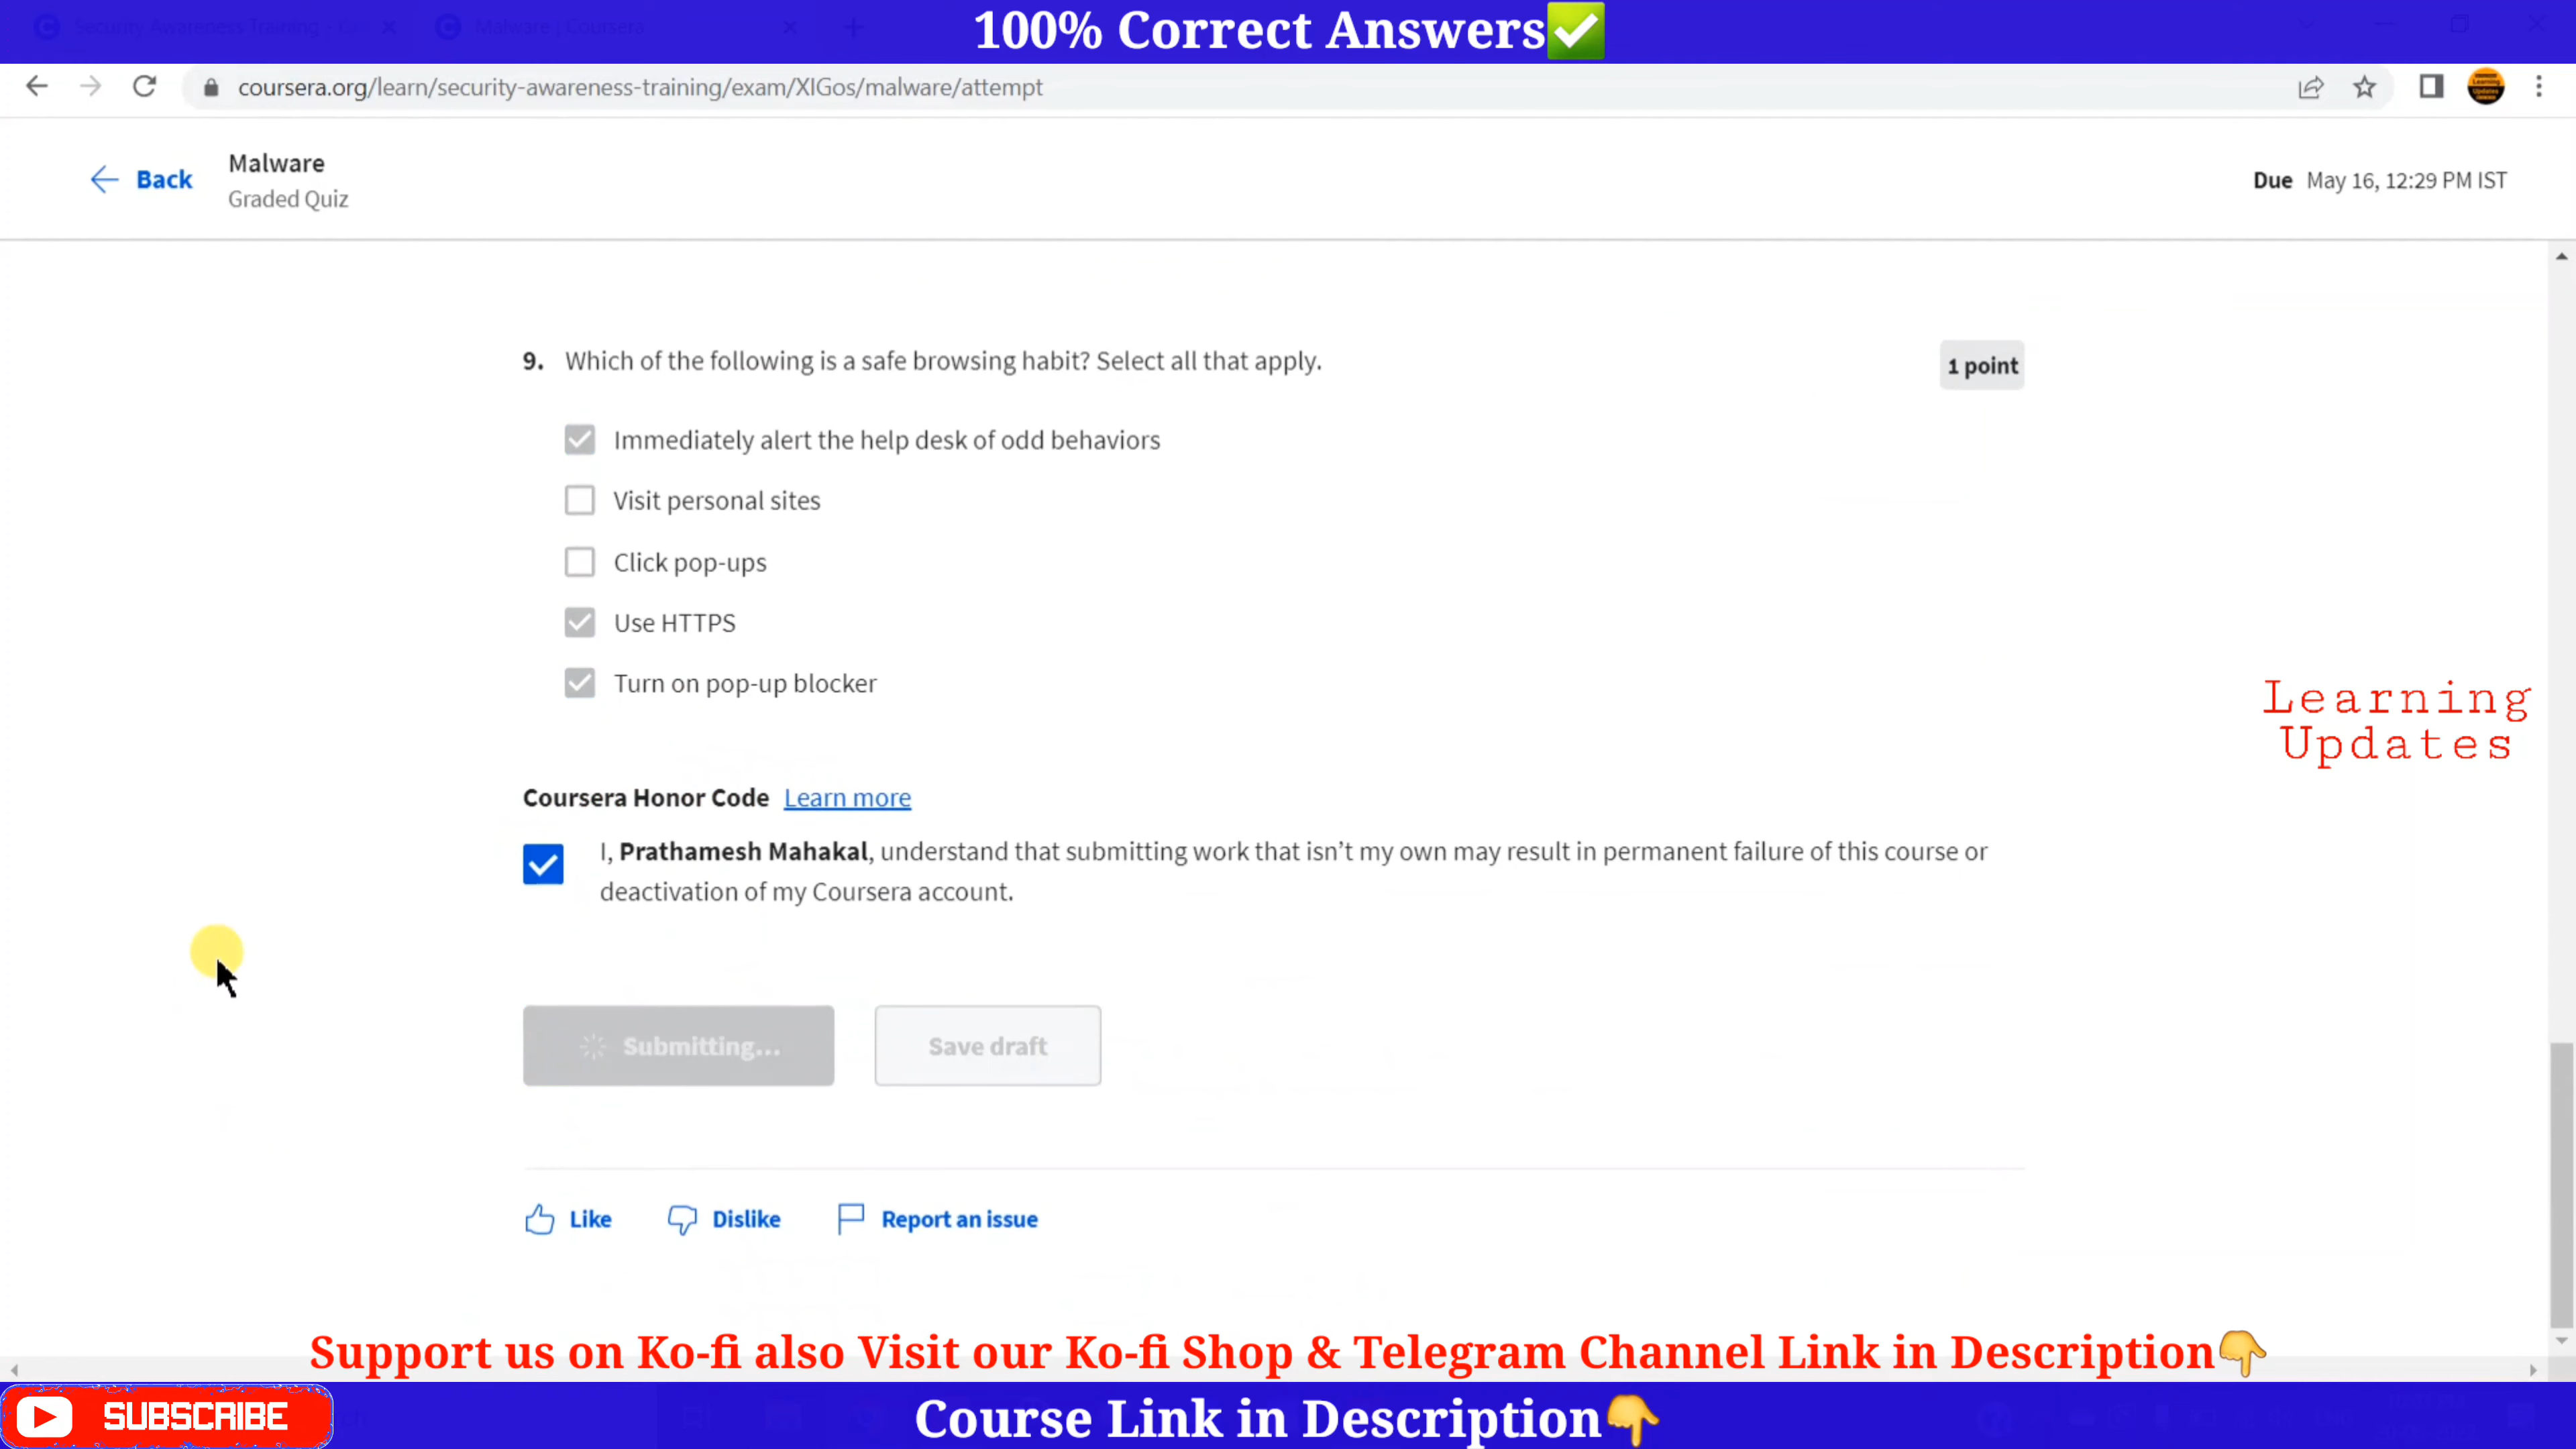 100% Correct Answers✅
Security Awareness Training
Malware | Coursera
coursera.org/learn/security-awareness-training/exam/XIGos/malware/attempt
Back
Malware
Graded Quiz
Due May 16, 12:29 PM IST
9. Which of the following is a safe browsing habit? Select all that apply.
1 point
Immediately alert the help desk of odd behaviors
Visit personal sites
Click pop-ups
Use HTTPS
Turn on pop-up blocker
Learning
Updates
Coursera Honor Code Learn more
I, Prathamesh Mahakal, understand that submitting work that isn't my own may result in permanent failure of this course or
deactivation of my Coursera account.
Submitting...
Save draft
Like
Dislike
Report an issue
Support us on Ko-fi also Visit our Ko-fi Shop & Telegram Channel Link in Description👇
SUBSCRIBE
Course Link in Description👇